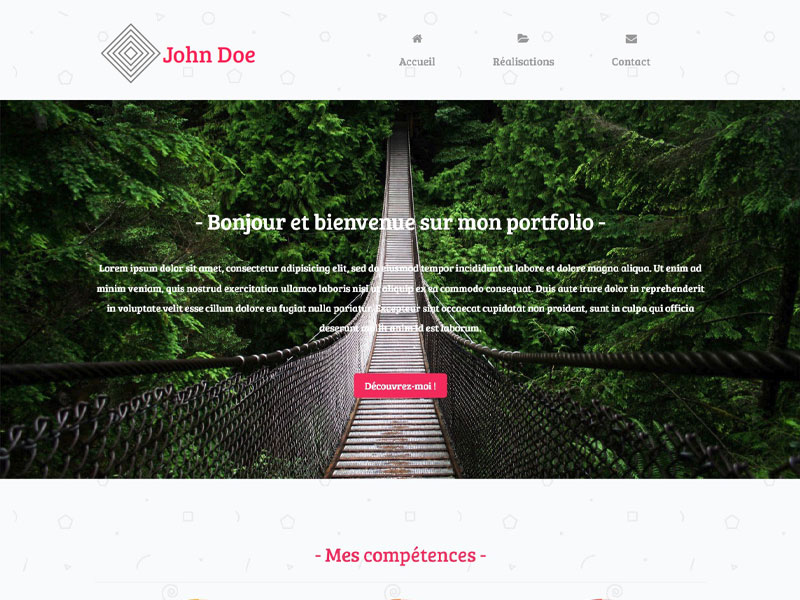 John Doe
Accueil
Réalisations
Contact
- Bonjour et bienvenue sur mon portfolio -
Lorem ipsum dolor sit amet, consectetur adipisicing elit, sed do eiusmod tempor incididunt ut labore et dolore magna aliqua. Ut enim ad
minim veniam, quis nostrud exercitation ullamco laboris nisi ut aliquip ex ea commodo consequat. Duis aute irure dolor in reprehenderit
in voluptate velit esse cillum dolore eu fugiat nulla pariatur. Excepteur sint occaecat cupidatat non proident, sunt in culpa qui officia
deserunt mollit anim id est laborum.
Découvrez-moi !
- Mes compétences -